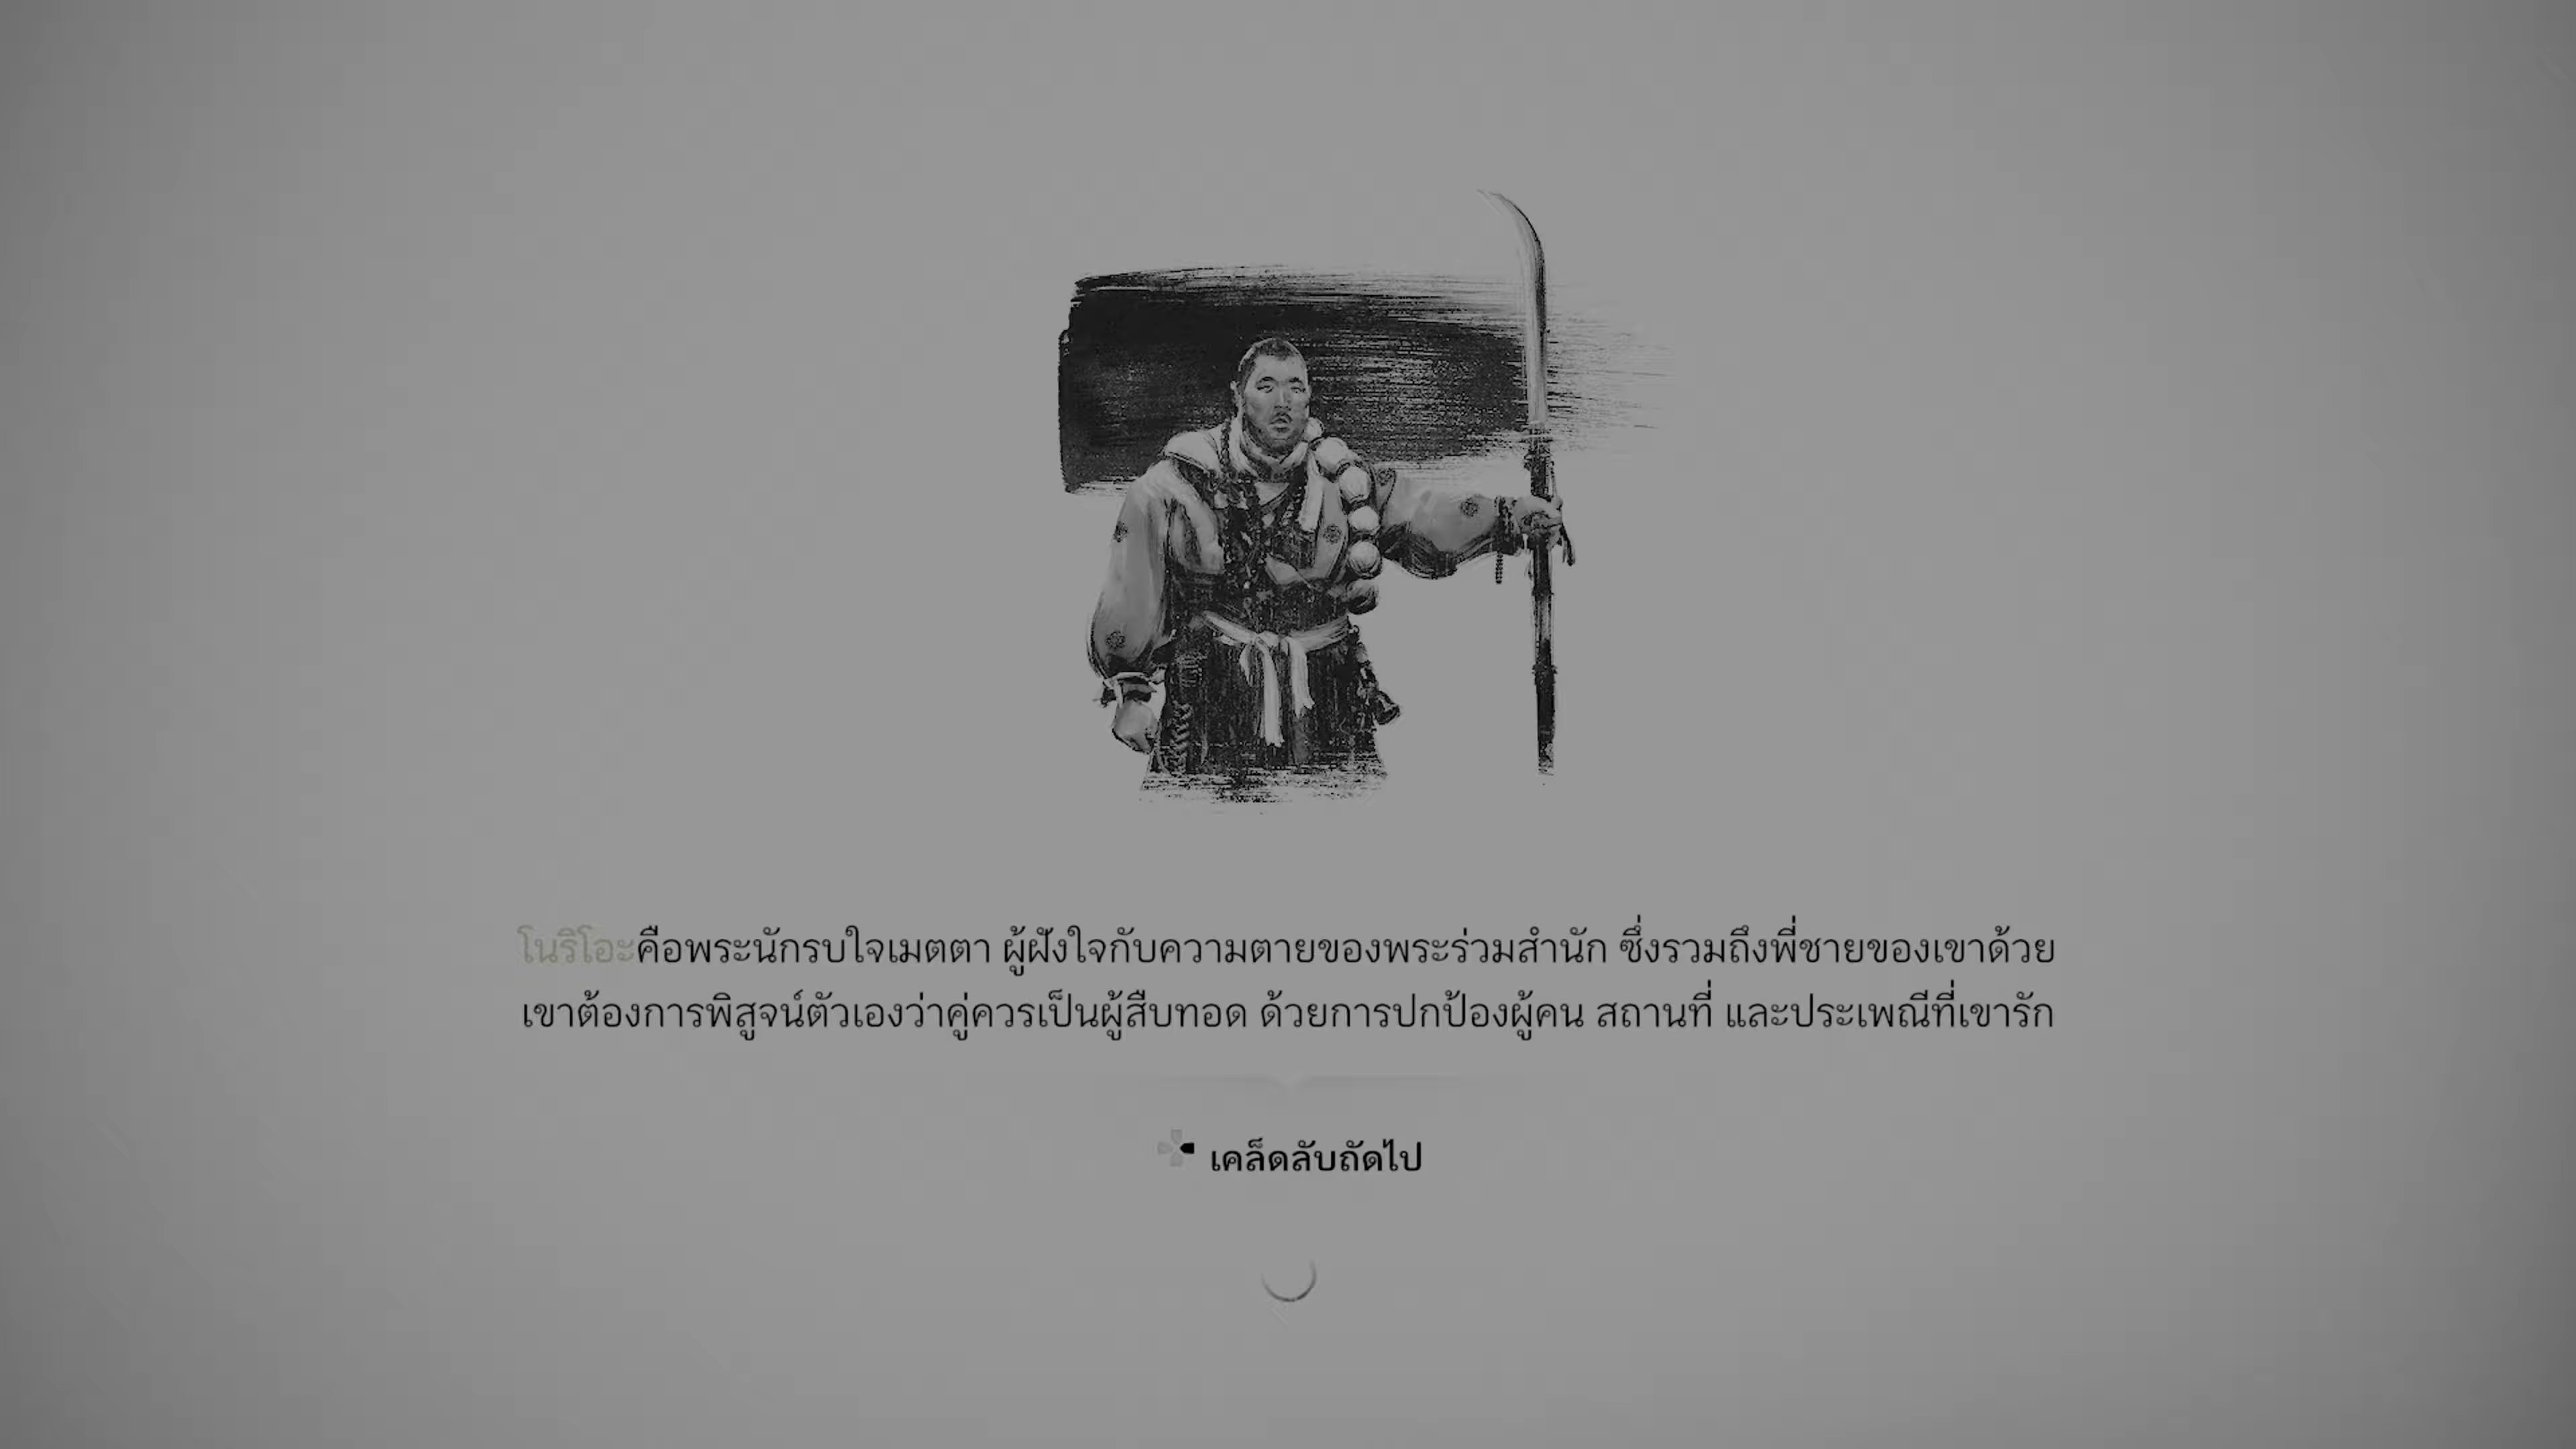 โนริโอะคือพระนักรบใจเมตตา ผู้ฝังใจกับความตายของพระร่วมสำนัก ซึ่งรวมถึงพี่ชายของเขาด้วย
เขาต้องการพิสูจน์ตัวเองว่าคู่ควรเป็นผู้สืบทอด ด้วยการปกป้องผู้คน สถานที่ และประเพณีที่เขารัก
เคล็ดลับถัดไป